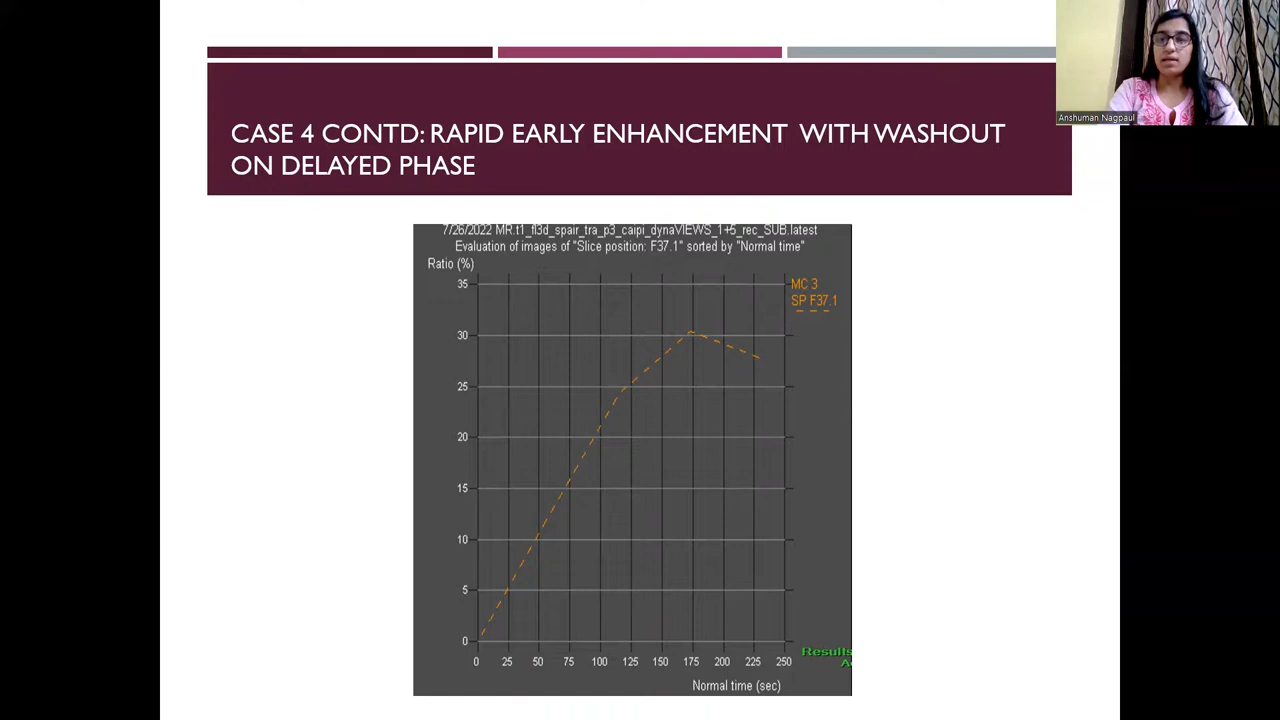 Anshuman Nagpaul
CASE 4 CONTD: RAPID EARLY ENHANCEMENT WITH WASHOUT
ON DELAYED PHASE
7/26/2022 MR.t1_fl3d_spair_tra_p3_caipi_dynaVIEWS_1+5_rec_SUB.latest
Evaluation of images of "Slice position: F37.1" sorted by "Normal time"
Ratio (%)
MC 3
SP F37.1
35
30
25
20
15
10
5
0
0 25 50 75 100 125 150 175 200 225 250
Results
Normal time (sec)